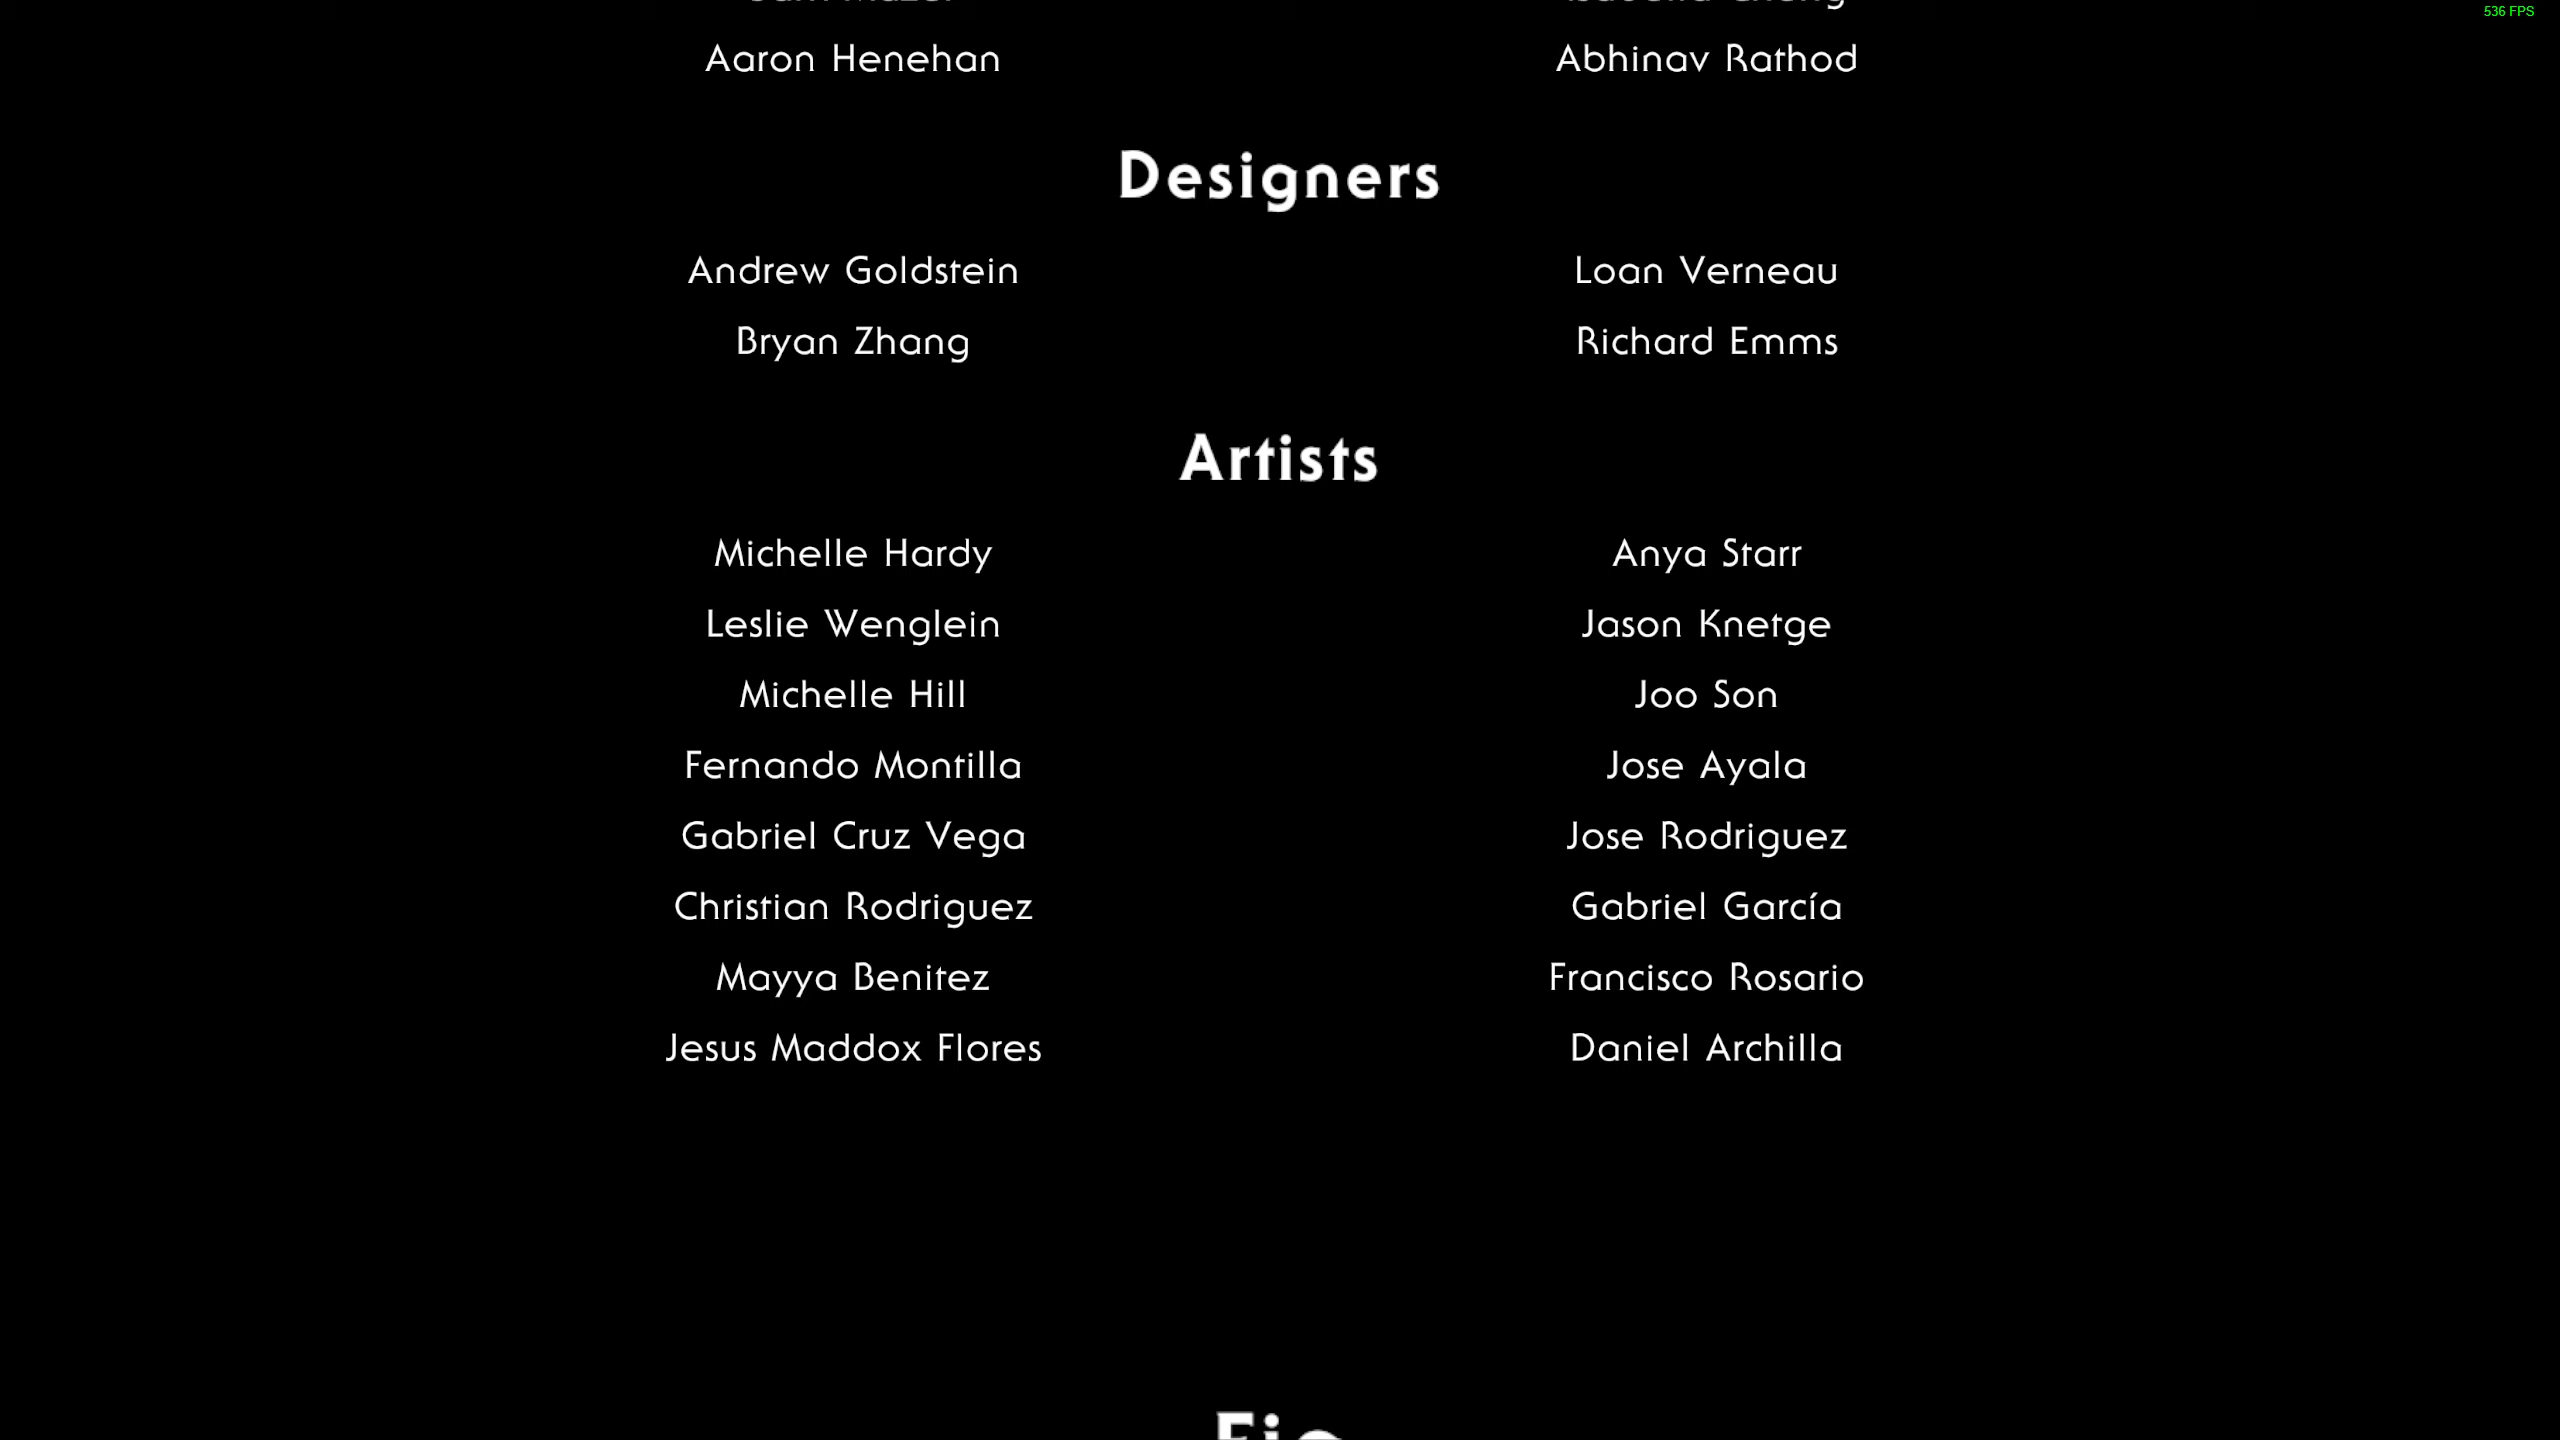 536 FPS
Aaron Henehan Abhinav Rathod
Designers
Andrew Goldstein Loan Verneau
Bryan Zhang Richard Emms
Artists
Michelle Hardy Anya Starr
Leslie Wenglein Jason Knetge
Michelle Hill Joo Son
Fernando Montilla Jose Ayala
Gabriel Cruz Vega Jose Rodriguez
Christian Rodriguez Gabriel García
Mayya Benitez Francisco Rosario
Jesus Maddox Flores Daniel Archilla